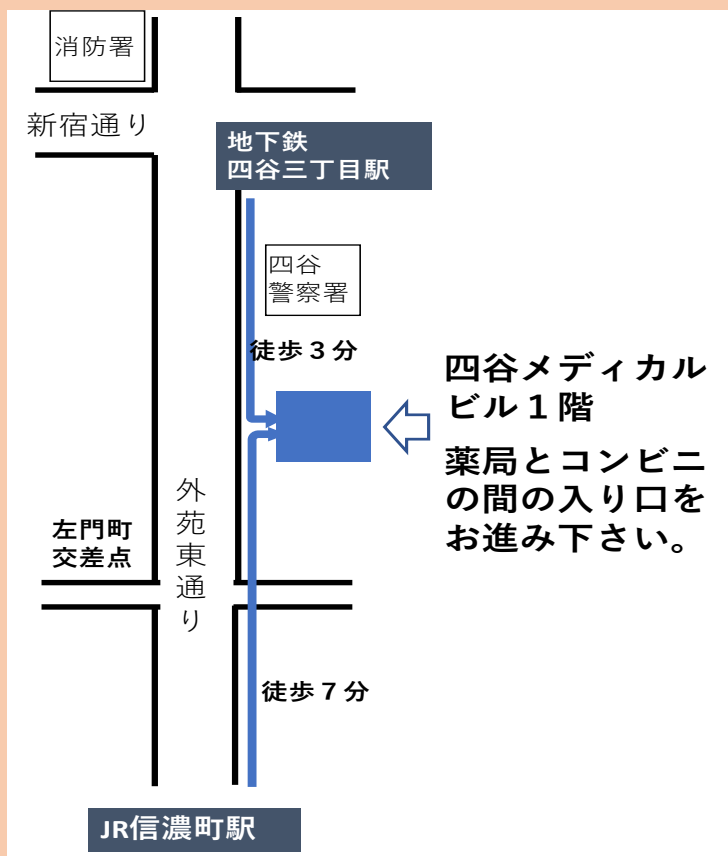 消防署
新宿通り
地下鉄
四谷三丁目駅
四谷
警察署
徒歩３分
四谷メディカル
ビル１階
薬局とコンビニ
の間の入り口を
お進み下さい。
外苑東通り
左門町
交差点
徒歩７分
JR信濃町駅